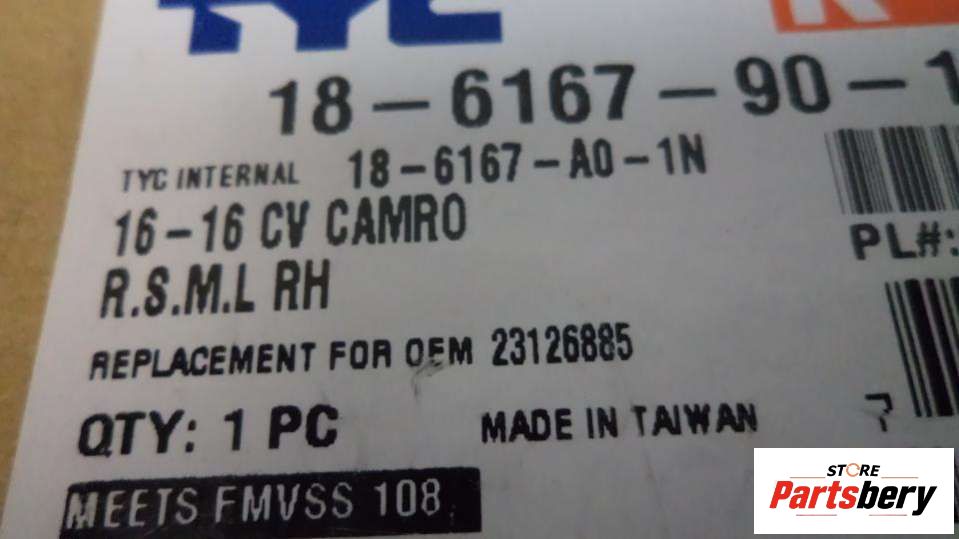 TYC
18-6167-90-1
TYC INTERNAL 18-6167-A0-1N
16-16 CV CAMRO
PL#:
R.S.M.L RH
REPLACEMENT FOR OEM 23126885
QTY: 1 PC MADE IN TAIWAN
MEETS FMVSS 108
STORE
Partsbery